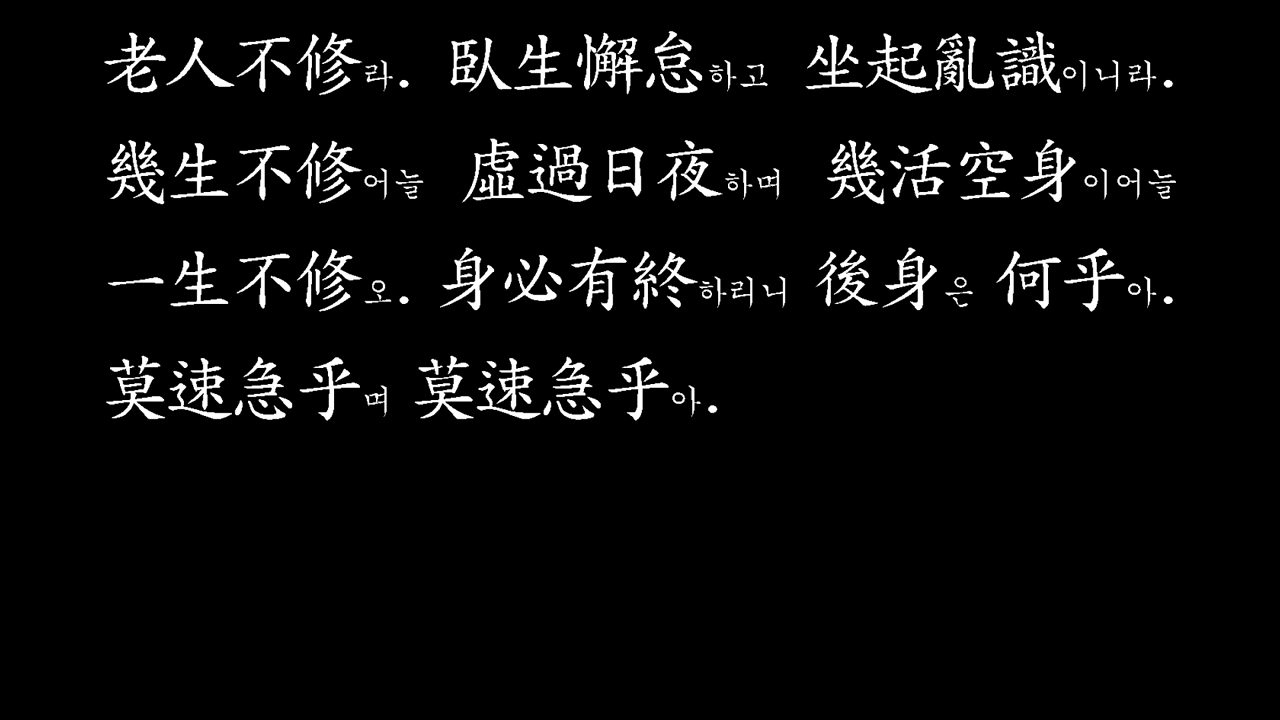 老人不修라. 臥生懈怠하고 坐起亂識이니라.
幾生不修어늘 虛過日夜하며 幾活空身이어늘
一生不修오. 身必有終하리니 後身은 何乎아.
莫速急乎며 莫速急乎아.